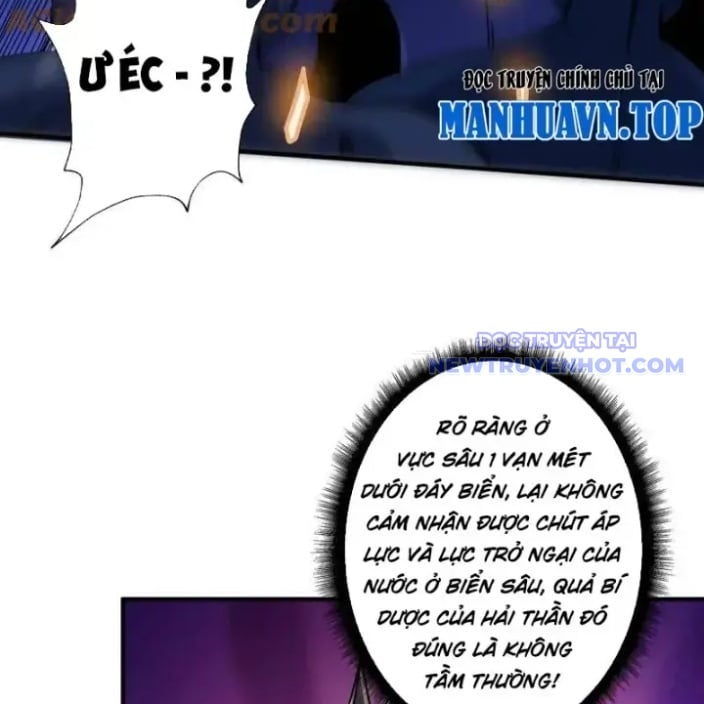 ƯÉC - ?!
ĐỌC TRUYỆN CHÍNH CHỦ TẠI
MANHUAVN.TOP
ĐỌC TRUYỆN TẠI
NEWTRUYENHOT.COM
RÕ RÀNG Ở
VỰC SÂU 1 VẠN MÉT
DƯỚI ĐÁY BIỂN, LẠI KHÔNG
CẢM NHẬN ĐƯỢC CHÚT ÁP
LỰC VÀ LỰC TRỞ NGẠI CỦA
NƯỚC Ở BIỂN SÂU, QUẢ BÍ
DƯỢC CỦA HẢI THẦN ĐÓ
ĐÚNG LÀ KHÔNG
TẦM THƯỜNG!